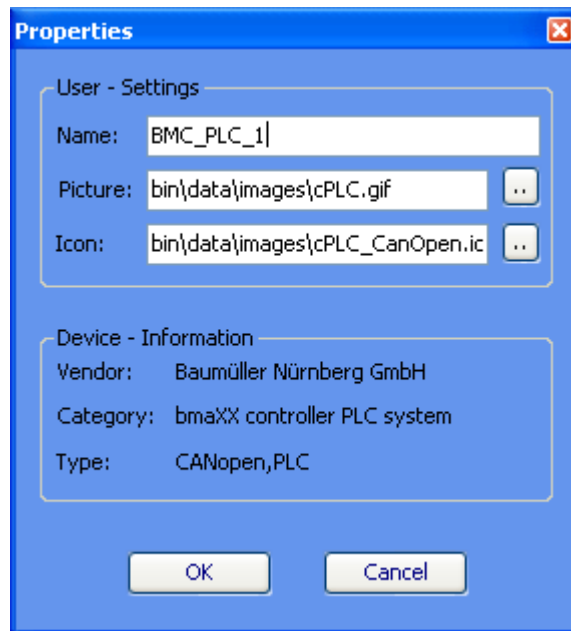 Properties
User - Settings
Name: BMC_PLC_1
Picture: bin\data\images\cPLC.gif ..
Icon: bin\data\images\cPLC_CanOpen.ic ..
Device - Information
Vendor: Baumüller Nürnberg GmbH
Category: bmaXX controller PLC system
Type: CANopen,PLC
OK Cancel